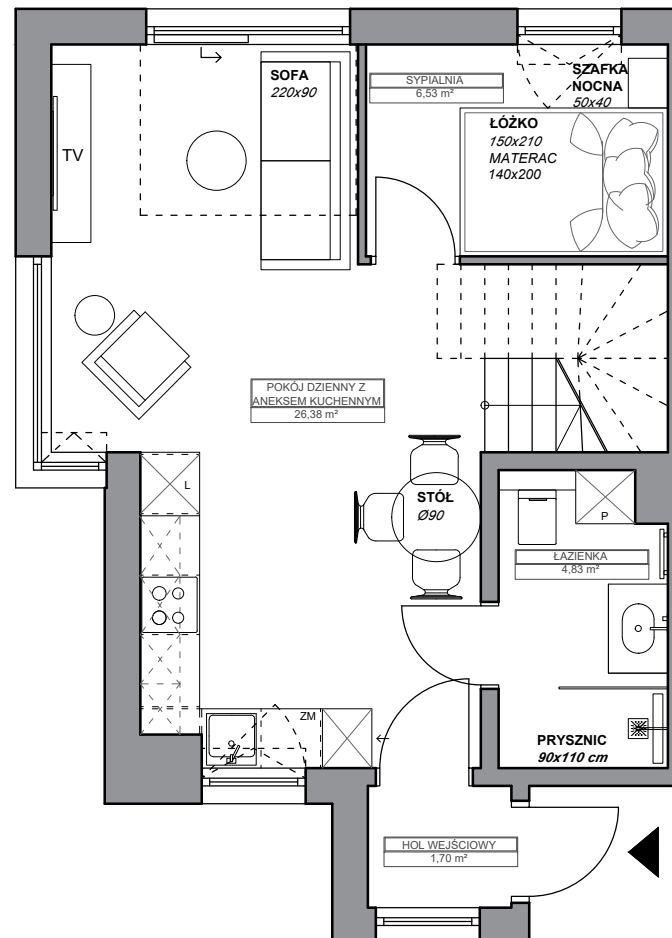 SOFA
220x90
SYPIALNIA
6,53 m²
SZAFKA
NOCNA
50x40
ŁÓŻKO
150x210
MATERAC
140x200
TV
POKÓJ DZIENNY Z
ANEKSEM KUCHENNYM
26,38 m²
L
STÓŁ
Ø90
P
ŁAZIENKA
4,83 m²
ZM
PRYSZNIC
90x110 cm
HOL WEJŚCIOWY
1,70 m²